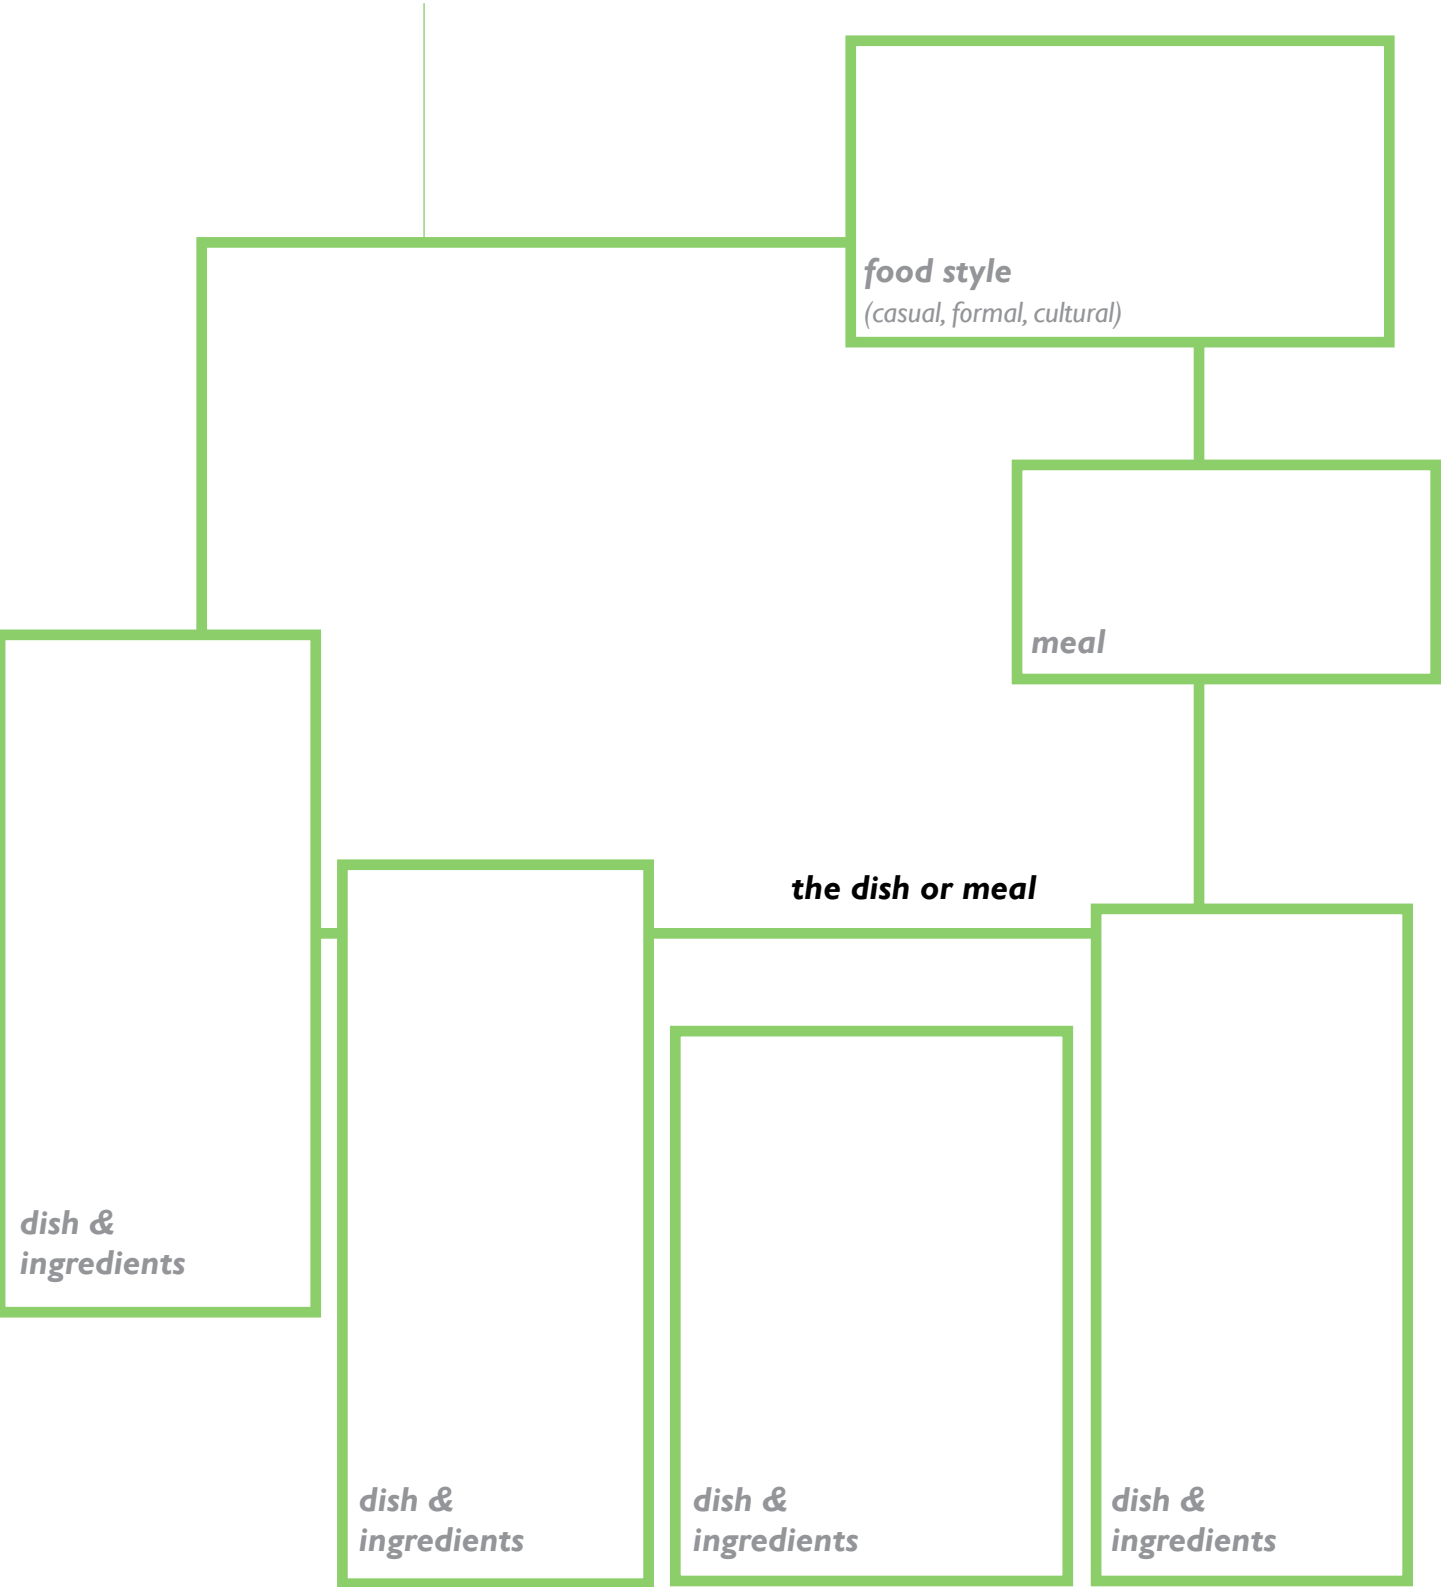 food style
(casual, formal, cultural)
meal
the dish or meal
dish &
ingredients
dish &
ingredients
dish &
ingredients
dish &
ingredients